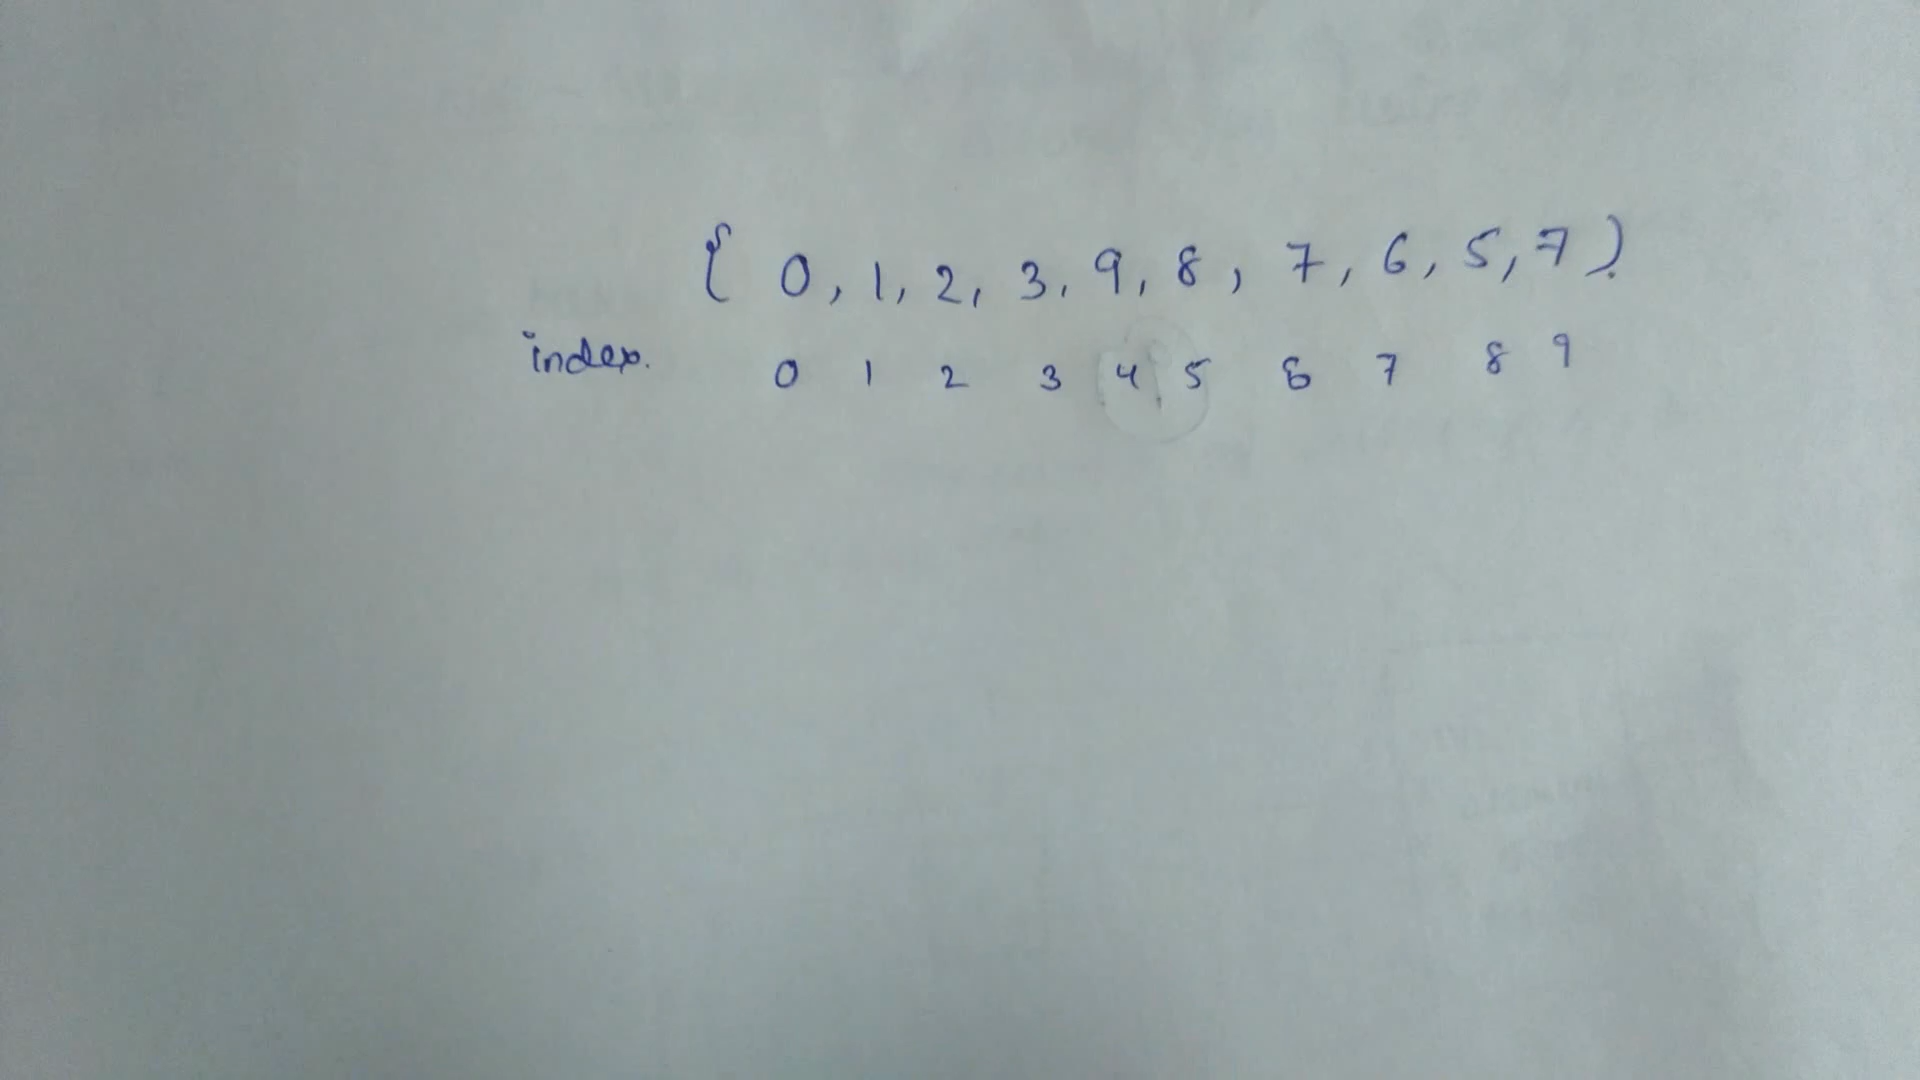 { 0, 1, 2, 3, 9, 8, 7, 6, 5, 7 }
index. 0 1 2 3 4 5 6 7 8 9